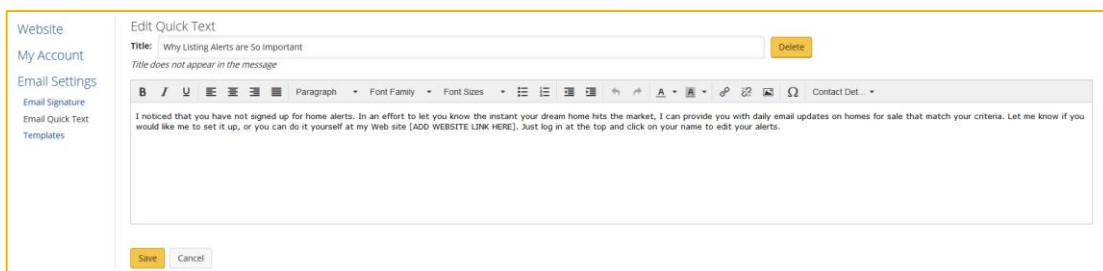 Website
My Account
Email Settings
Email Signature
Email Quick Text
Templates
Edit Quick Text
Title: Why Listing Alerts are So Important
Delete
Title does not appear in the message
B I U Paragraph Font Family Font Sizes A A Ω Contact Det...
I noticed that you have not signed up for home alerts. In an effort to let you know the instant your dream home hits the market, I can provide you with daily email updates on homes for sale that match your criteria. Let me know if you
would like me to set it up, or you can do it yourself at my Web site [ADD WEBSITE LINK HERE]. Just log in at the top and click on your name to edit your alerts.
Save Cancel